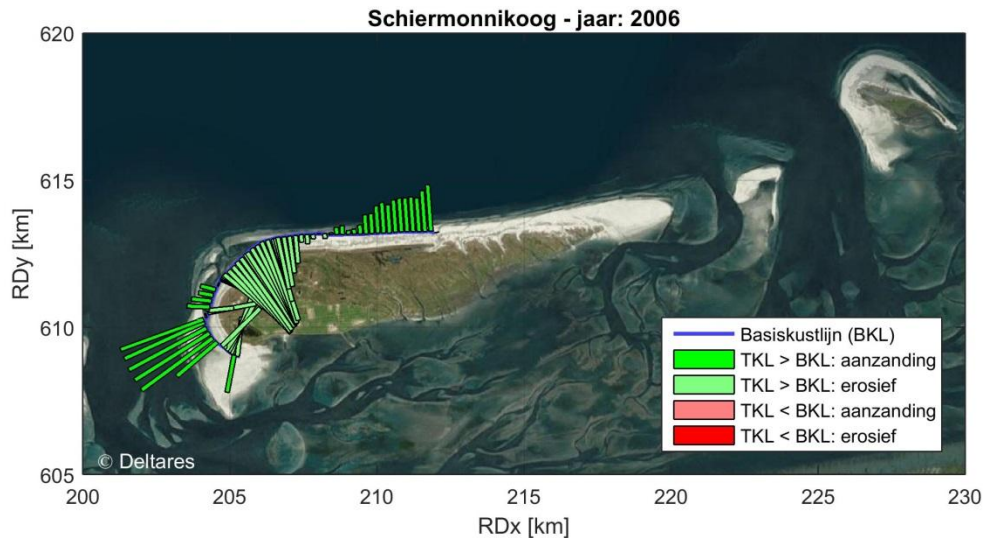 Schiermonnikoog - jaar: 2006
620
615
610
605
RDy [km]
Basiskustlijn (BKL)
TKL > BKL: aanzanding
TKL > BKL: erosief
TKL < BKL: aanzanding
TKL < BKL: erosief
© Deltares
200 205 210 215 220 225 230
RDx [km]